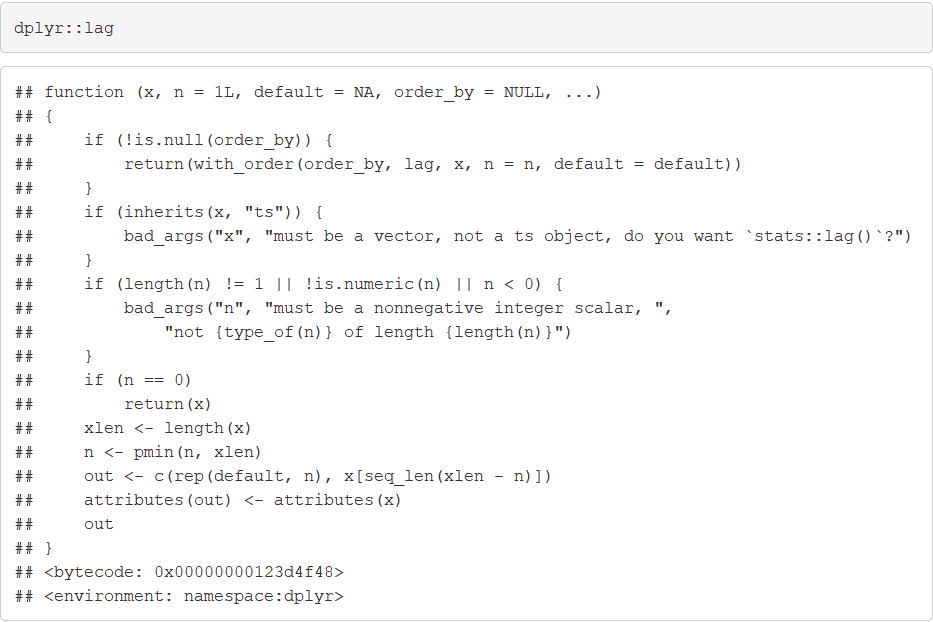 dplyr::lag
## function (x, n = 1L, default = NA, order_by = NULL, ...)
## {
##     if (!is.null(order_by)) {
##         return(with_order(order_by, lag, x, n = n, default = default))
##     }
##     if (inherits(x, "ts")) {
##         bad_args("x", "must be a vector, not a ts object, do you want `stats::lag()`?")
##     }
##     if (length(n) != 1 || !is.numeric(n) || n < 0) {
##         bad_args("n", "must be a nonnegative integer scalar, ",
##             "not {type_of(n)} of length {length(n)}")
##     }
##     if (n == 0)
##         return(x)
##     xlen <- length(x)
##     n <- pmin(n, xlen)
##     out <- c(rep(default, n), x[seq_len(xlen - n)])
##     attributes(out) <- attributes(x)
##     out
## }
## <bytecode: 0x00000000123d4f48>
## <environment: namespace:dplyr>